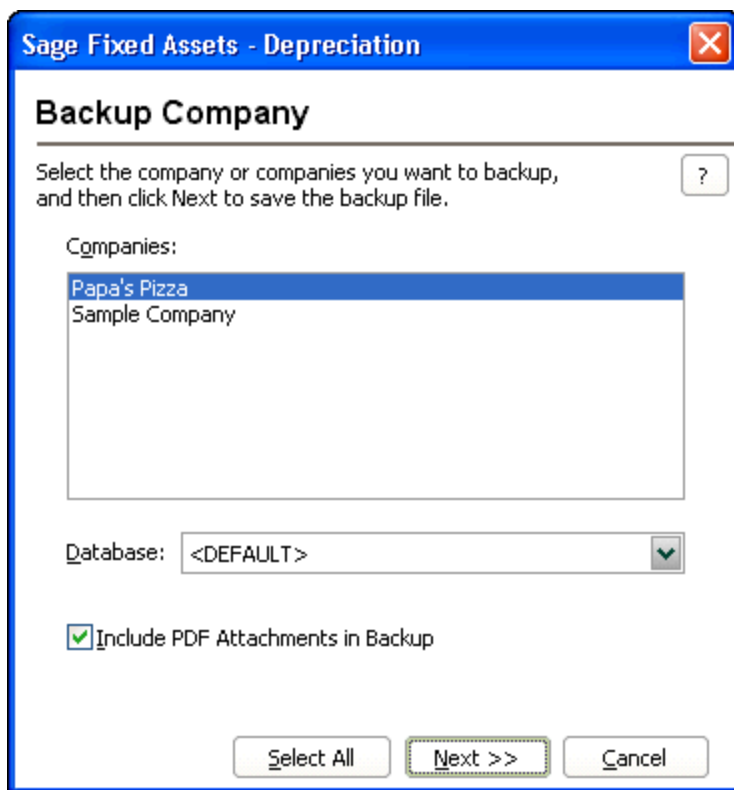 Sage Fixed Assets - Depreciation
Backup Company
Select the company or companies you want to backup,
and then click Next to save the backup file.
?
Companies:
Papa's Pizza
Sample Company
Database: <DEFAULT>
Include PDF Attachments in Backup
Select All Next >> Cancel